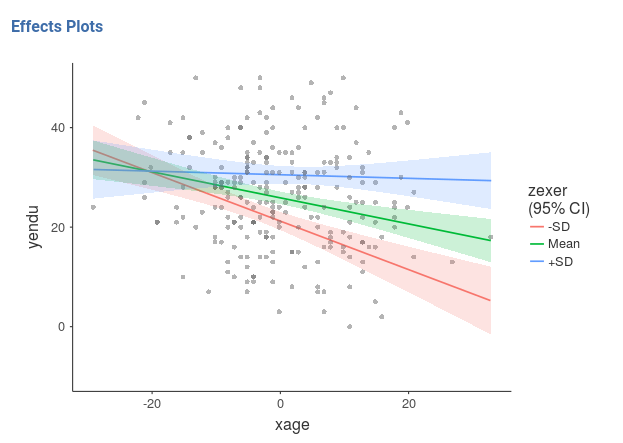 Effects Plots
yendu
40
20
0
-20
0
20
xage
zexer
(95% CI)
-SD
Mean
+SD